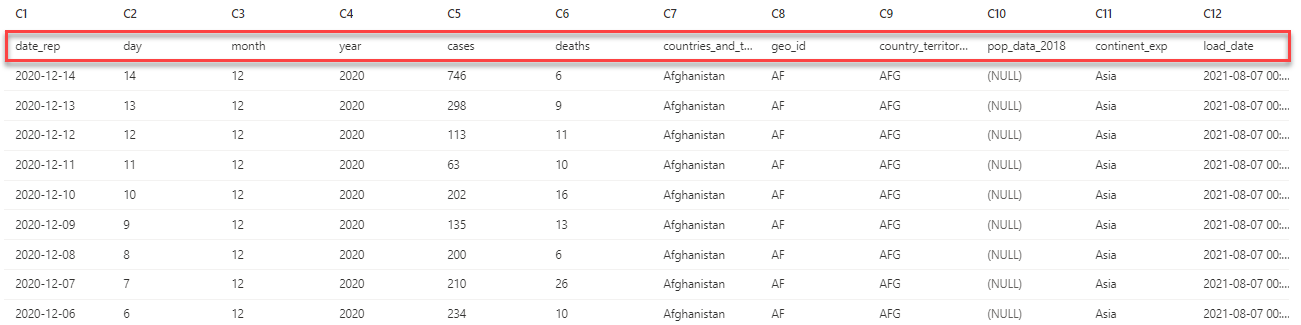 C1 C2 C3 C4 C5 C6 C7 C8 C9 C10 C11 C12
date_rep day month year cases deaths countries_and_t... geo_id country_territor... pop_data_2018 continent_exp load_date
2020-12-14 14 12 2020 746 6 Afghanistan AF AFG (NULL) Asia 2021-08-07 00:...
2020-12-13 13 12 2020 298 9 Afghanistan AF AFG (NULL) Asia 2021-08-07 00:...
2020-12-12 12 12 2020 113 11 Afghanistan AF AFG (NULL) Asia 2021-08-07 00:...
2020-12-11 11 12 2020 63 10 Afghanistan AF AFG (NULL) Asia 2021-08-07 00:...
2020-12-10 10 12 2020 202 16 Afghanistan AF AFG (NULL) Asia 2021-08-07 00:...
2020-12-09 9 12 2020 135 13 Afghanistan AF AFG (NULL) Asia 2021-08-07 00:...
2020-12-08 8 12 2020 200 6 Afghanistan AF AFG (NULL) Asia 2021-08-07 00:...
2020-12-07 7 12 2020 210 26 Afghanistan AF AFG (NULL) Asia 2021-08-07 00:...
2020-12-06 6 12 2020 234 10 Afghanistan AF AFG (NULL) Asia 2021-08-07 00:...